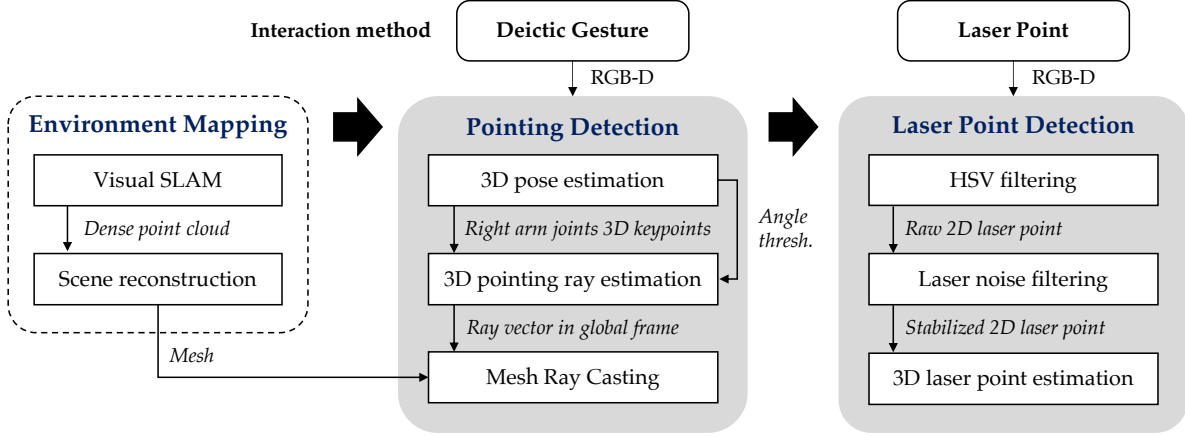 Interaction method
Deictic Gesture
Laser Point
RGB-D
RGB-D
Environment Mapping
Visual SLAM
Dense point cloud
Scene reconstruction
Mesh
Pointing Detection
3D pose estimation
Right arm joints 3D keypoints
Angle
thresh.
3D pointing ray estimation
Ray vector in global frame
Mesh Ray Casting
Laser Point Detection
HSV filtering
Raw 2D laser point
Laser noise filtering
Stabilized 2D laser point
3D laser point estimation